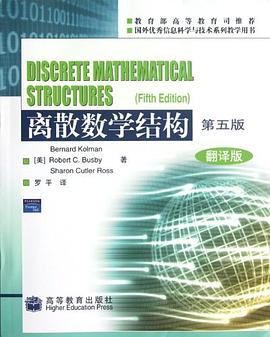 ■ 教育部高等教育司推荐
■ 国外优秀信息科学与技术系列教学用书
DISCRETE MATHEMATICAL
STRUCTURES (Fifth Edition)
离散数学结构 第五版
翻译版
Bernard Kolman
[美] Robert C. Busby 著
Sharon Cutler Ross
罗 平 译
PEARSON
高等教育出版社
Higher Education Press